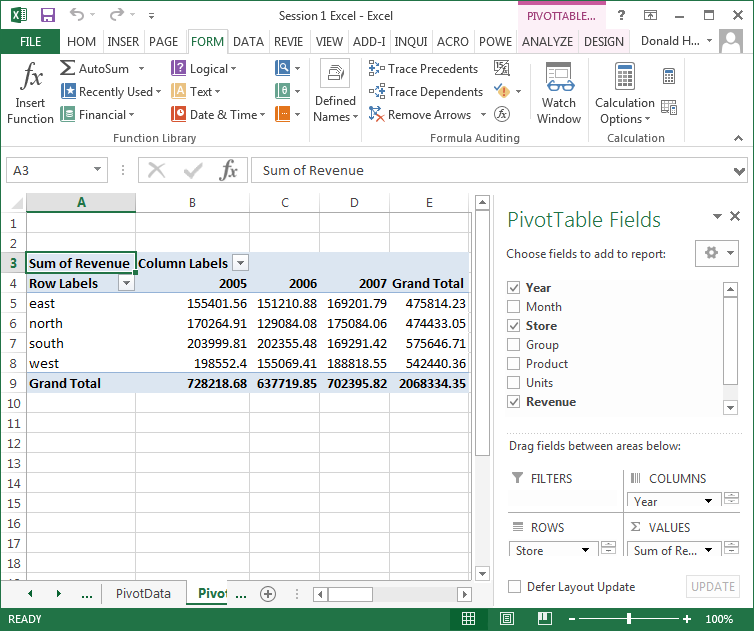 Session 1 Excel - Excel
PIVOTTABLE...
?
FILE HOM INSER PAGE FORM DATA REVIE VIEW ADD-I INQUI ACRO POWE ANALYZE DESIGN Donald H...
Insert Function
AutoSum
Recently Used
Financial
Logical
Text
Date & Time
Function Library
Defined Names
Trace Precedents
Trace Dependents
Remove Arrows
Formula Auditing
Watch Window
Calculation Options
Calculation
A3 fx Sum of Revenue
A B C D E
1
2
3 Sum of Revenue Column Labels
4 Row Labels 2005 2006 2007 Grand Total
5 east 155401.56 151210.88 169201.79 475814.23
6 north 170264.91 129084.08 175084.06 474433.05
7 south 203999.81 202355.48 169291.42 575646.71
8 west 198552.4 155069.41 188818.55 542440.36
9 Grand Total 728218.68 637719.85 702395.82 2068334.35
10
11
12
13
14
15
16
17
18
PivotTable Fields
Choose fields to add to report:
Year
Month
Store
Group
Product
Units
Revenue
Drag fields between areas below:
FILTERS
COLUMNS
Year
ROWS
Store
VALUES
Sum of Re...
Defer Layout Update
UPDATE
... PivotData Pivot ...
READY
100%